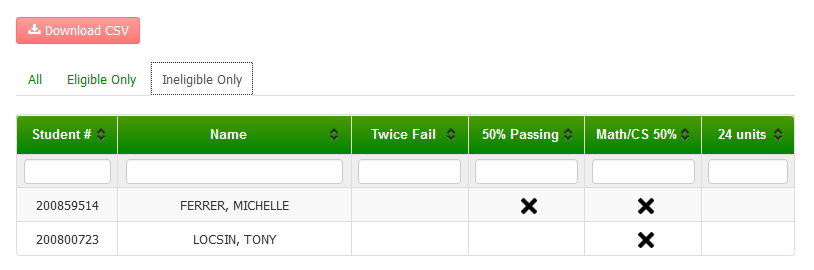 Download CSV
All Eligible Only Ineligible Only
Student # Name Twice Fail 50% Passing Math/CS 50% 24 units
200859514 FERRER, MICHELLE
200800723 LOCSIN, TONY